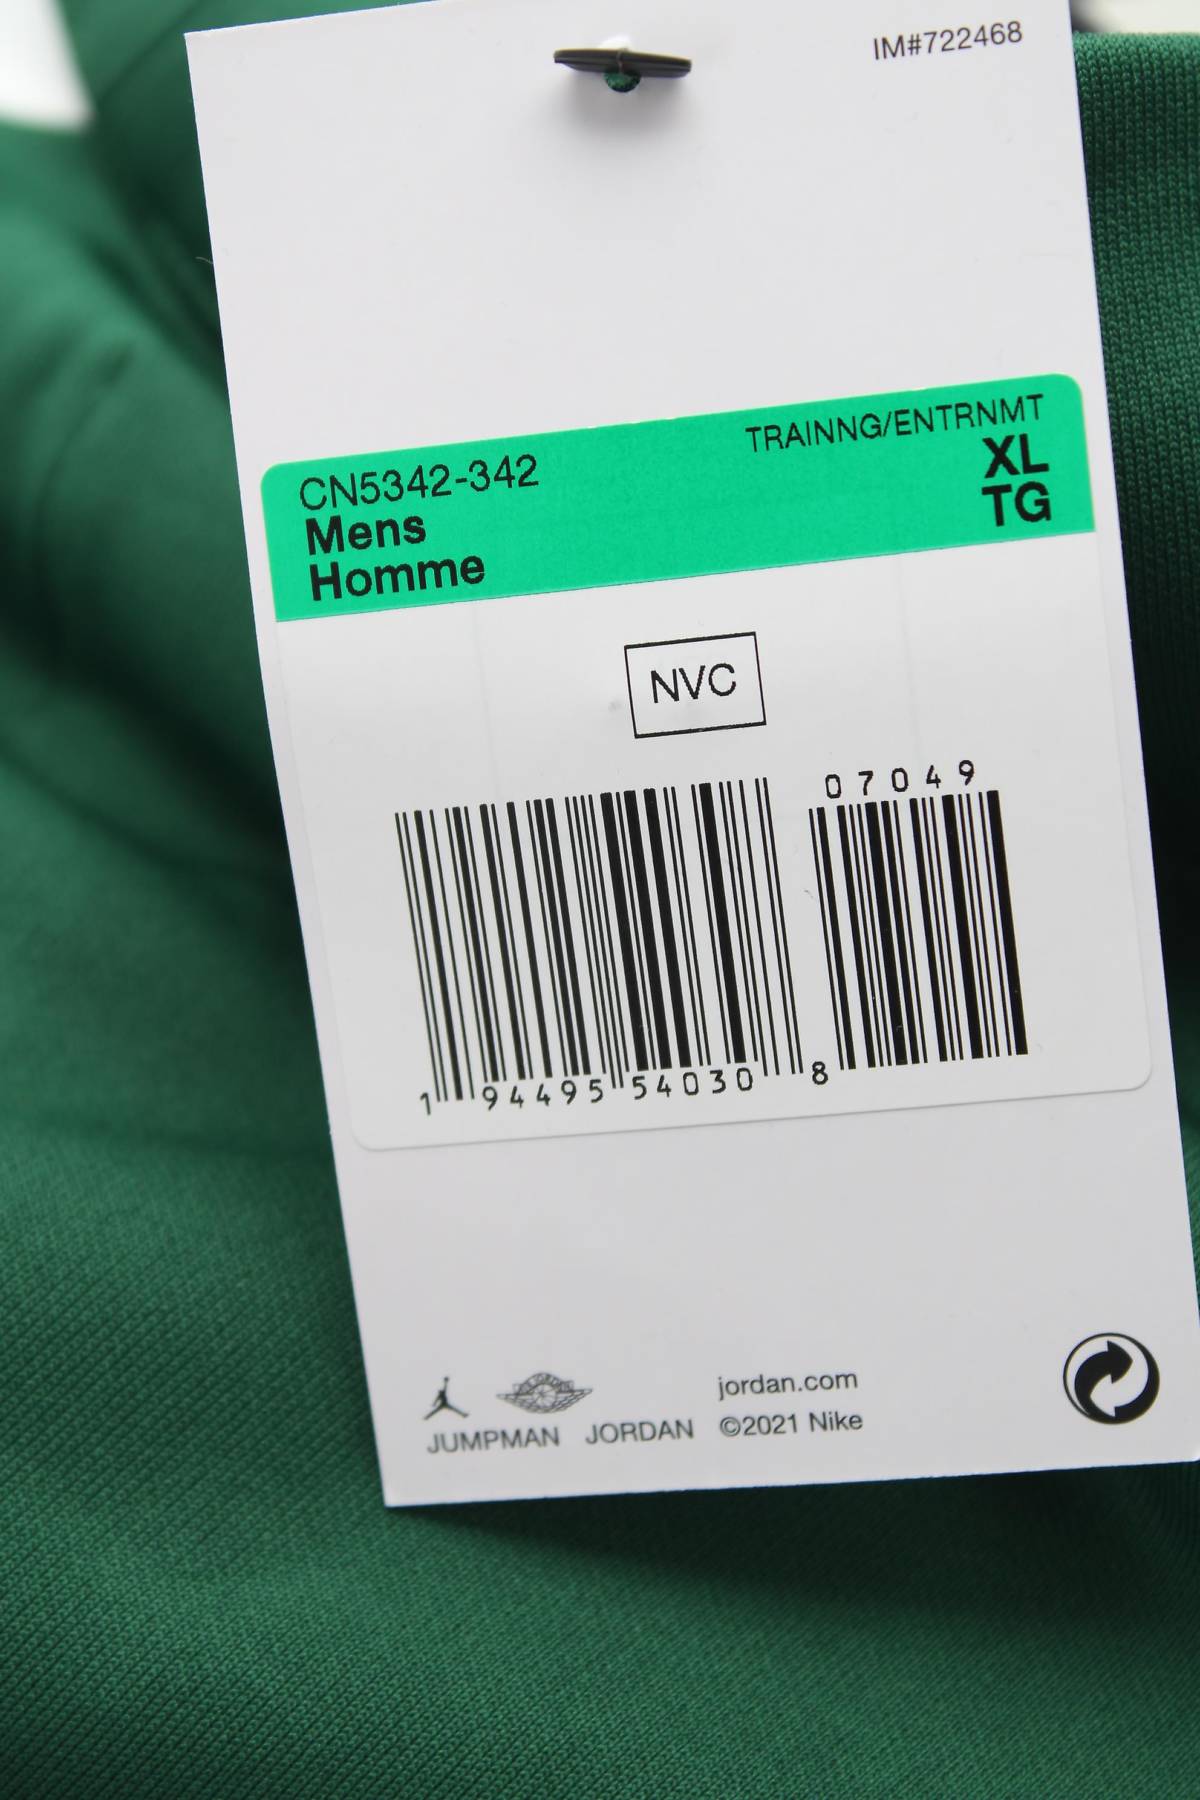 IM#722468
TRAINNG/ENTRNMT
CN5342-342
XL
Mens
TG
Homme
NVC
07049
1 94495 54030 8
JUMPMAN JORDAN
jordan.com
©2021 Nike